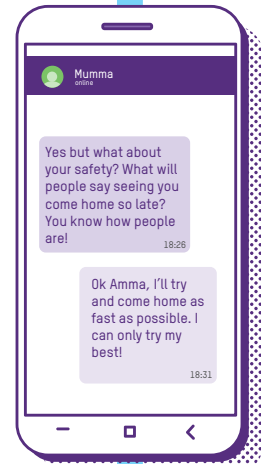 Mumma
online
Yes but what about
your safety? What will
people say seeing you
come home so late?
You know how people
are!
18:26
Ok Amma, I'll try
and come home as
fast as possible. I
can only try my
best!
18:31